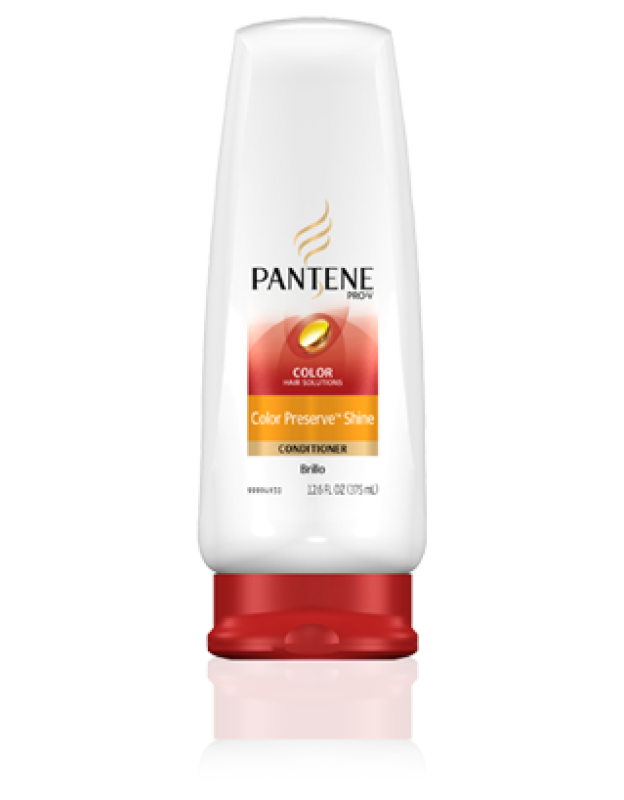 PANTENE
PRO-V
COLOR
HAIR SOLUTIONS
Color Preserve™ Shine
CONDITIONER
Brillo
12.6 FL OZ (375 mL)